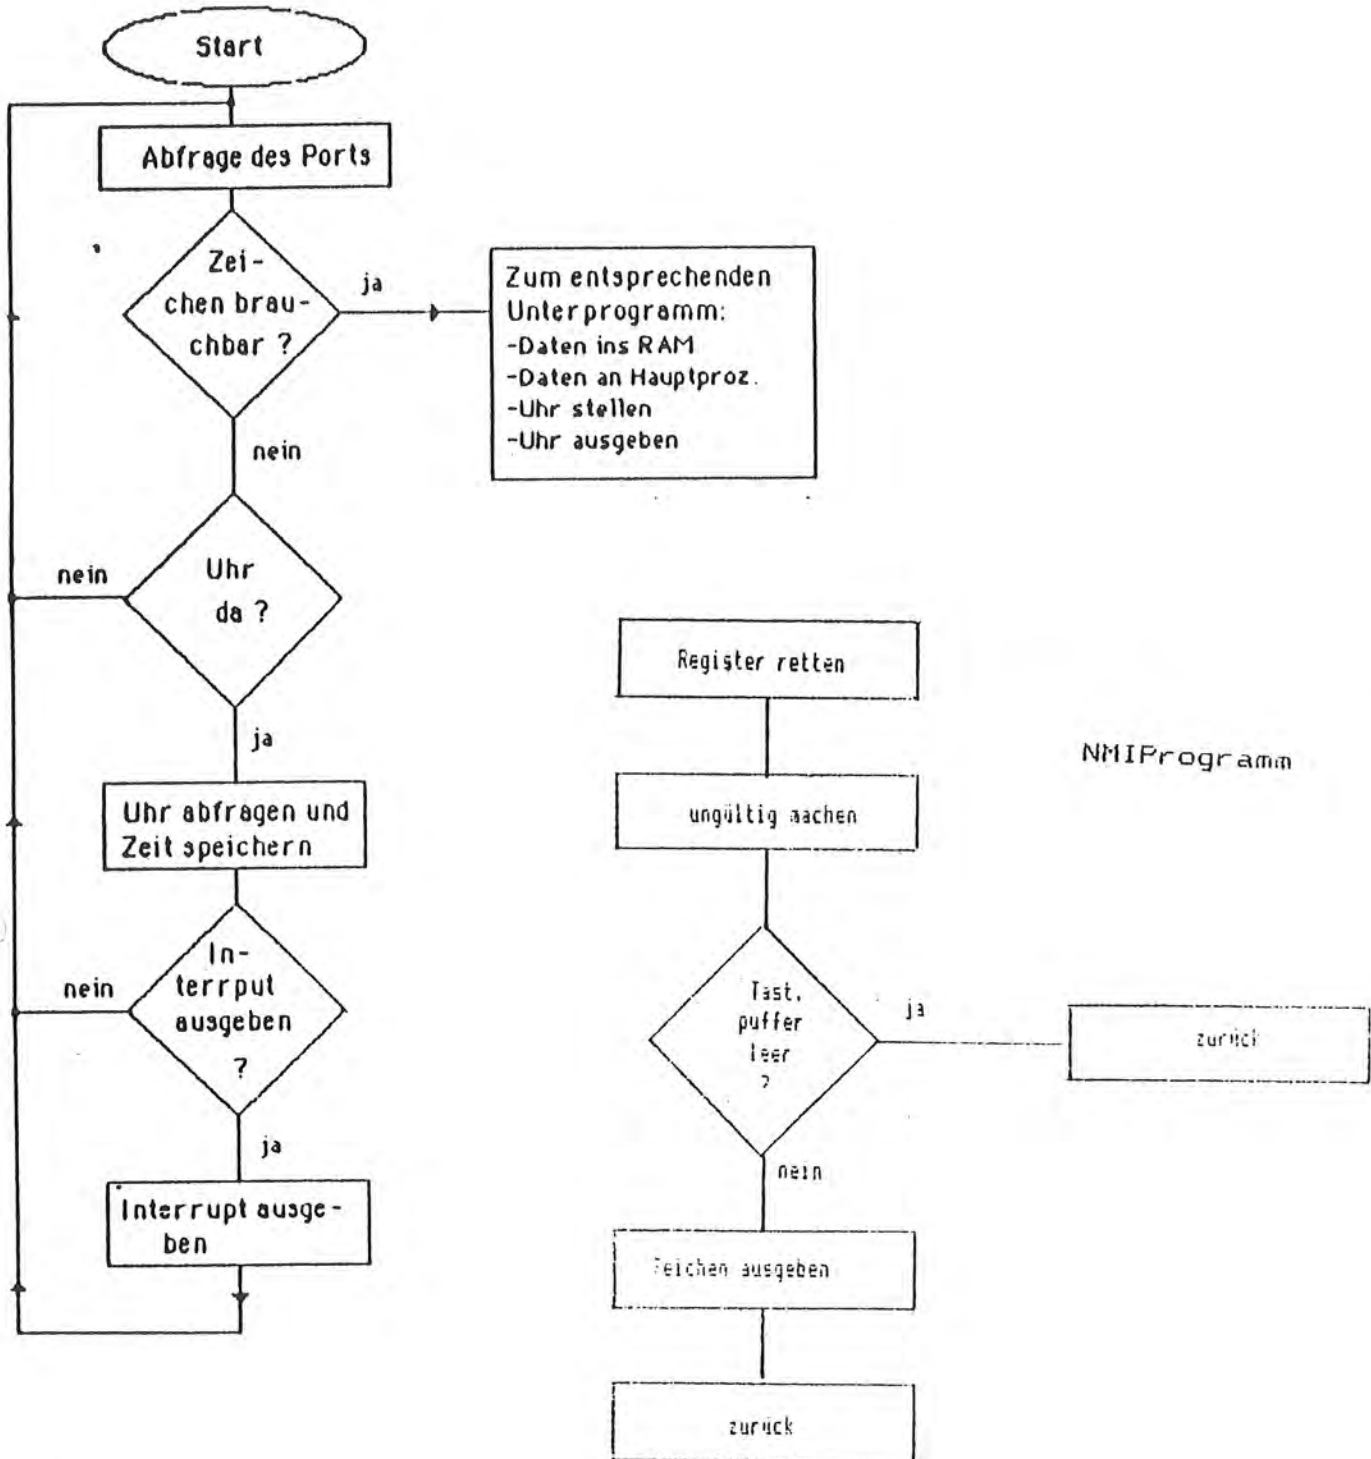 Start
Abfrage des Ports
Zei-
chen brau-
chbar ?
ja
Zum entsprechenden
Unterprogramm:
-Daten ins RAM
-Daten an Hauptproz.
-Uhr stellen
-Uhr ausgeben
nein
Uhr
da ?
nein
ja
Uhr abfragen und
Zeit speichern
In-
terrput
ausgeben
?
nein
ja
Interrupt ausge-
ben
NMIProgramm
Register retten
ungültig machen
Tast.
puffer
leer
?
ja
zurück
nein
Zeichen ausgeben
zurück